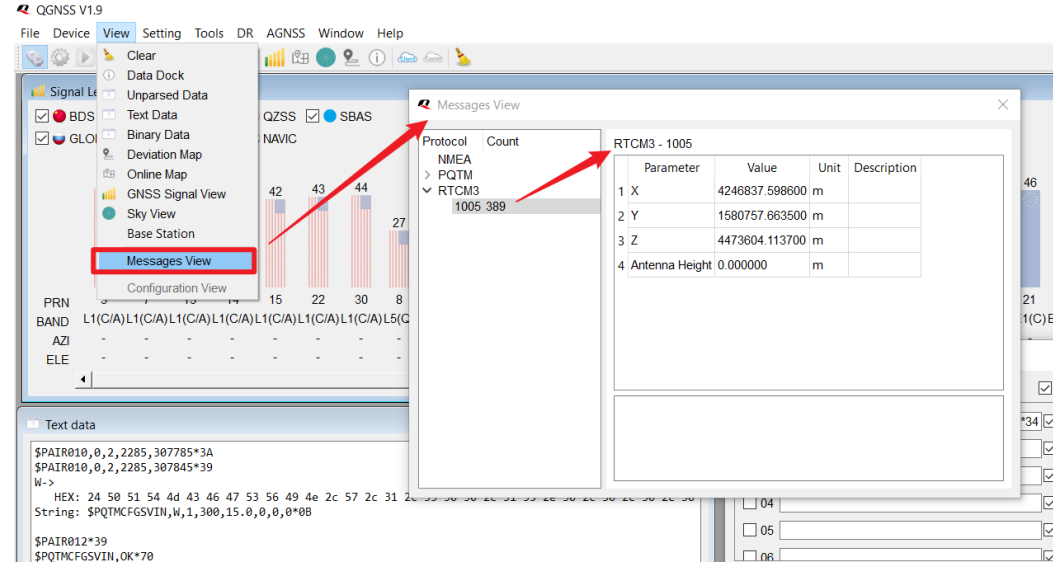 QGNSS V1.9
File Device View Setting Tools DR AGNSS Window Help
Clear
Data Dock
Unparsed Data
Text Data
Binary Data
Deviation Map
Online Map
GNSS Signal View
Sky View
Base Station
Messages View
Configuration View
Signal Le
BDS
QZSS SBAS
GLO
NAVIC
42 43 44 27 46
PRN 5 7 13 14 15 22 30 8 21
BAND L1(C/A) L1(C/A) L1(C/A) L1(C/A) L1(C/A) L1(C/A) L1(C/A) L5(Q
AZI - - - - - - - -
ELE - - - - - - - -
Messages View
Protocol Count
NMEA
PQTM
RTCM3
1005 389
RTCM3 - 1005
Parameter Value Unit Description
1 X 4246837.598600 m
2 Y 1580757.663500 m
3 Z 4473604.113700 m
4 Antenna Height 0.000000 m
Text data
$PAIR010,0,2,2285,307785*3A
$PAIR010,0,2,2285,307845*39
W->
HEX: 24 50 51 54 4d 43 46 47 53 56 49 4e 2c 57 2c 31
String: $PQTMCFGSVIN,W,1,300,15.0,0,0,0*0B
$PAIR012*39
$PQTMCFGSVIN,OK*70
*34
04
05
06